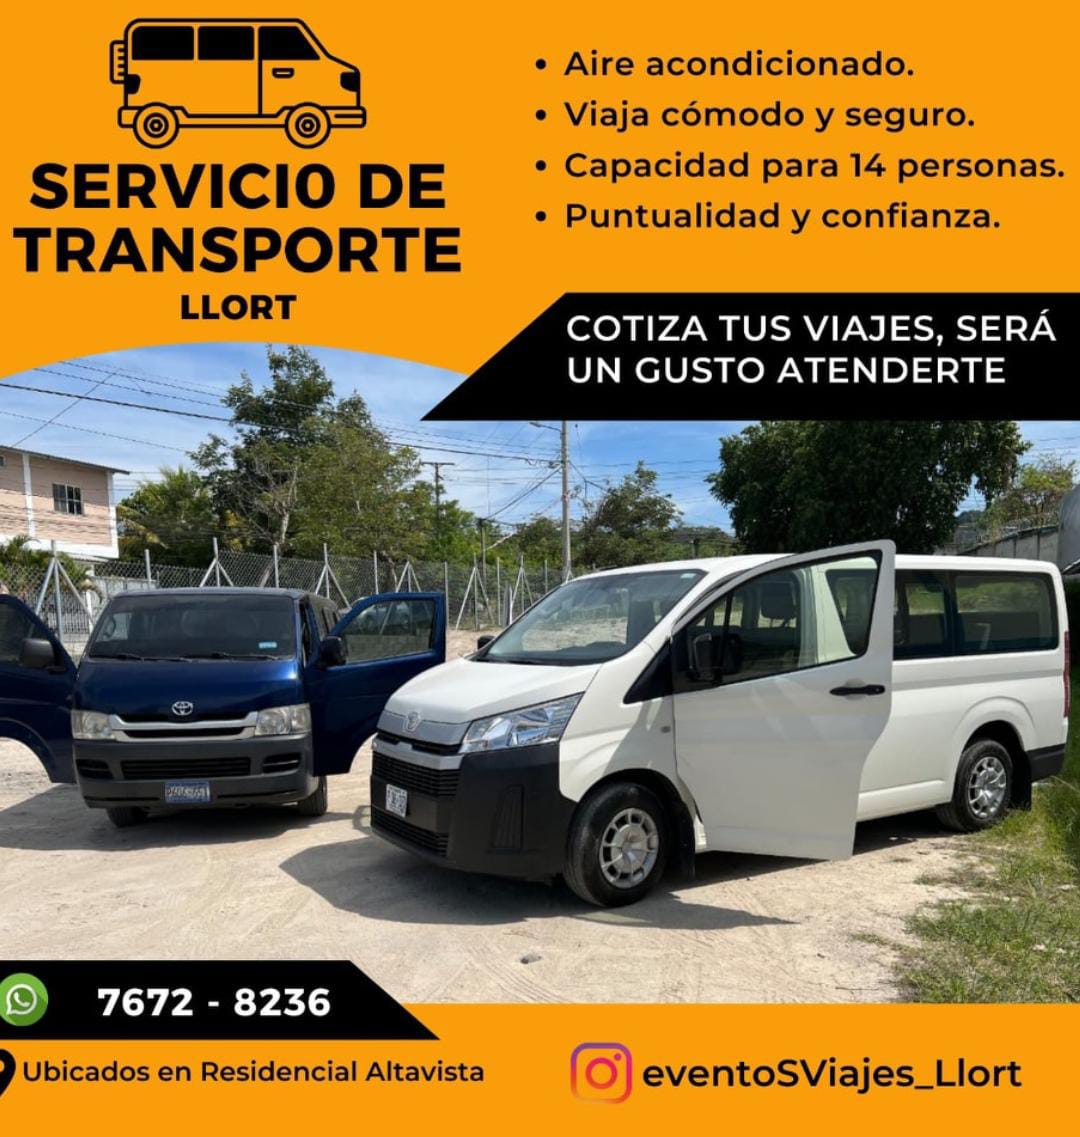 SERVICI0 DE
TRANSPORTE
LLORT
• Aire acondicionado.
• Viaja cómodo y seguro.
• Capacidad para 14 personas.
• Puntualidad y confianza.
COTIZA TUS VIAJES, SERÁ
UN GUSTO ATENDERTE
7672 - 8236
Ubicados en Residencial Altavista
eventoSViajes_Llort